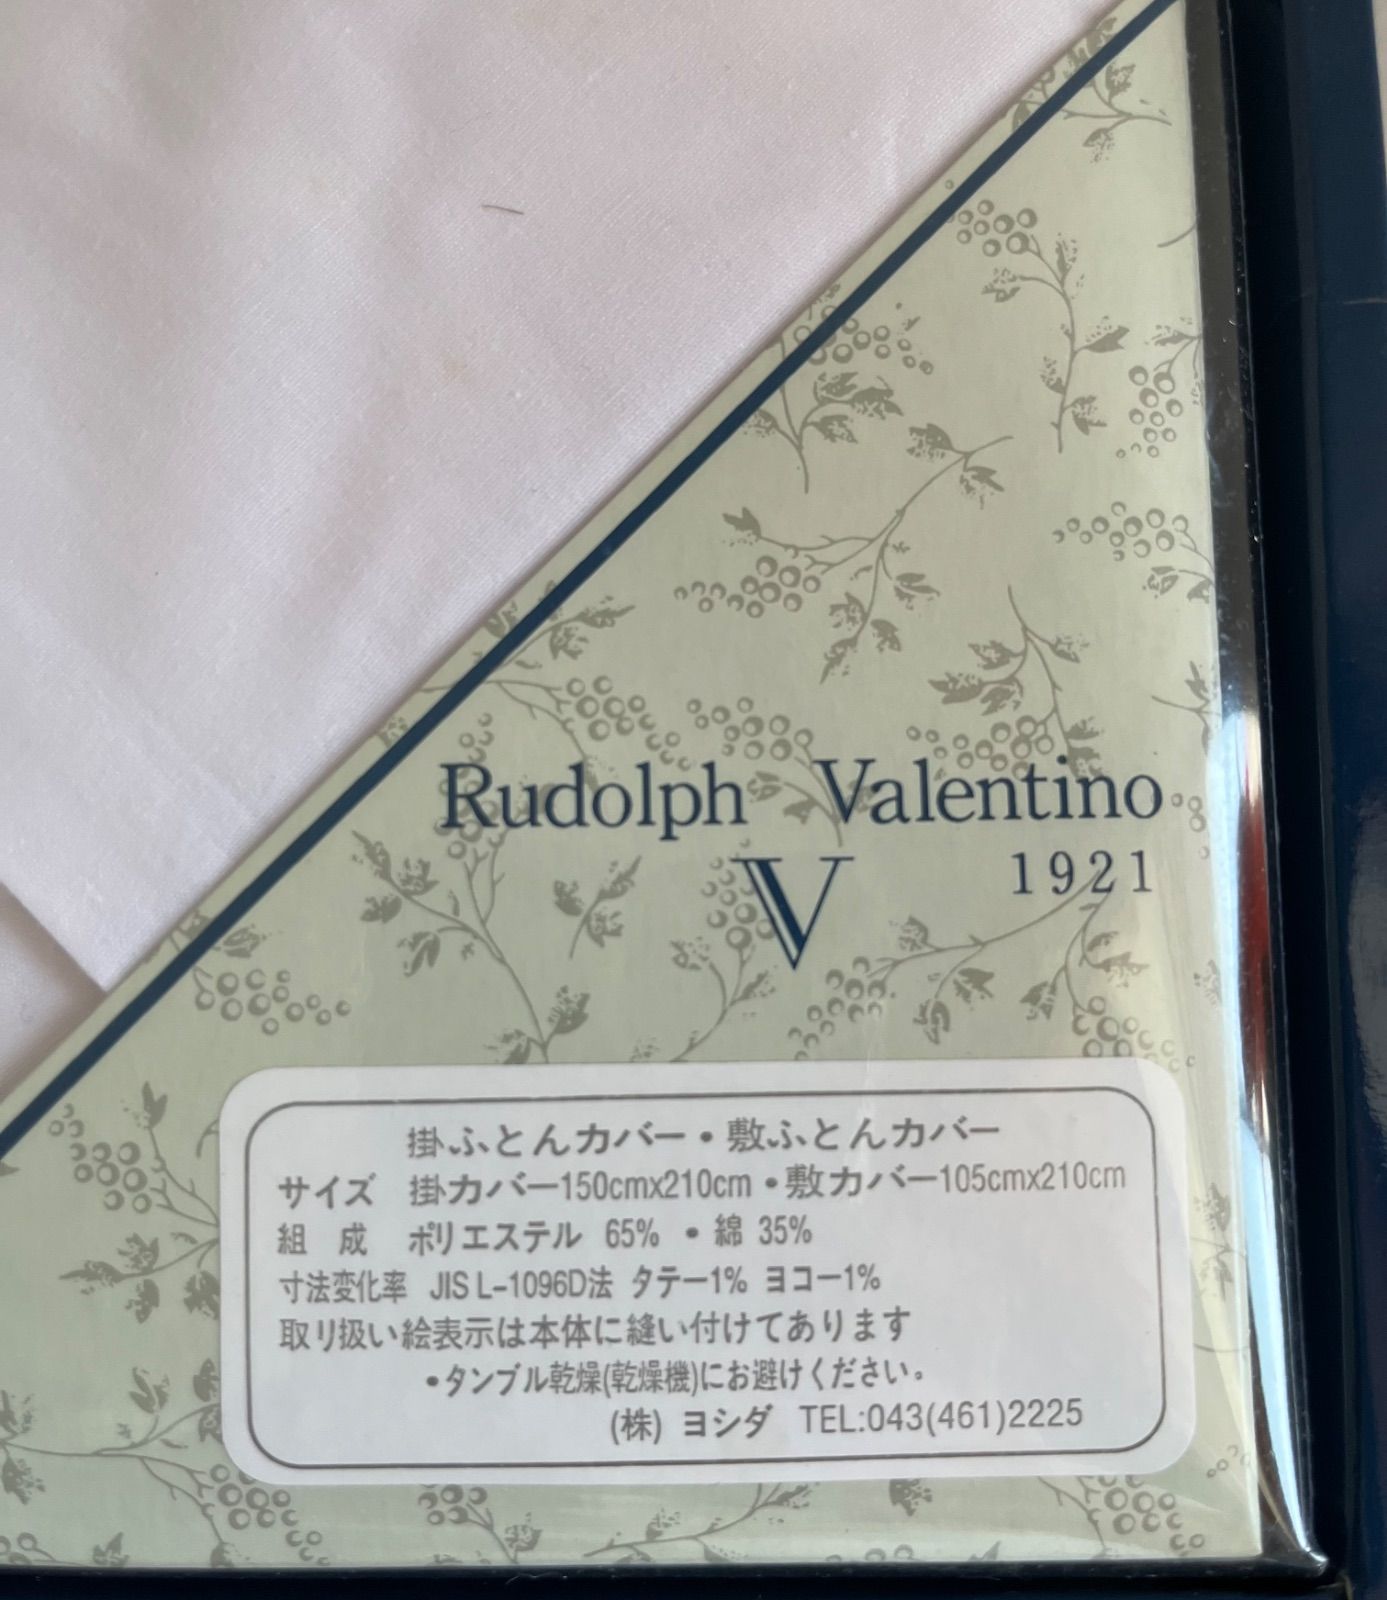 Rudolph Valentino
V 1921
掛ふとんカバー・敷ふとんカバー
サイズ 掛カバー150cmx210cm・敷カバー105cmx210cm
組 成 ポリエステル 65% ・綿 35%
寸法変化率 JIS L-1096D法 タテー1% ヨコー1%
取り扱い絵表示は本体に縫い付けてあります
・タンブル乾燥(乾燥機)にお避けください。
(株) ヨシダ TEL:043(461)2225